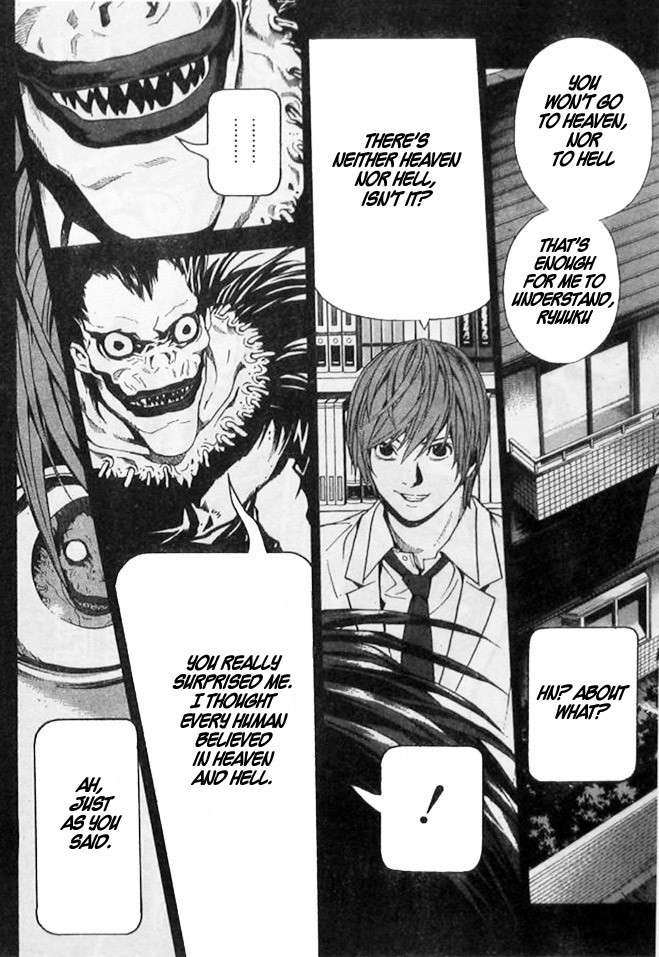 YOU
WON'T GO
TO HEAVEN,
NOR
TO HELL
THAT'S
ENOUGH
FOR ME TO
UNDERSTAND,
RYUUKU
HN? ABOUT
WHAT?
THERE'S
NEITHER HEAVEN
NOR HELL,
ISN'T IT?
!
......
......
YOU REALLY
SURPRISED ME.
I THOUGHT
EVERY HUMAN
BELIEVED
IN HEAVEN
AND HELL.
AH,
JUST
AS YOU
SAID.